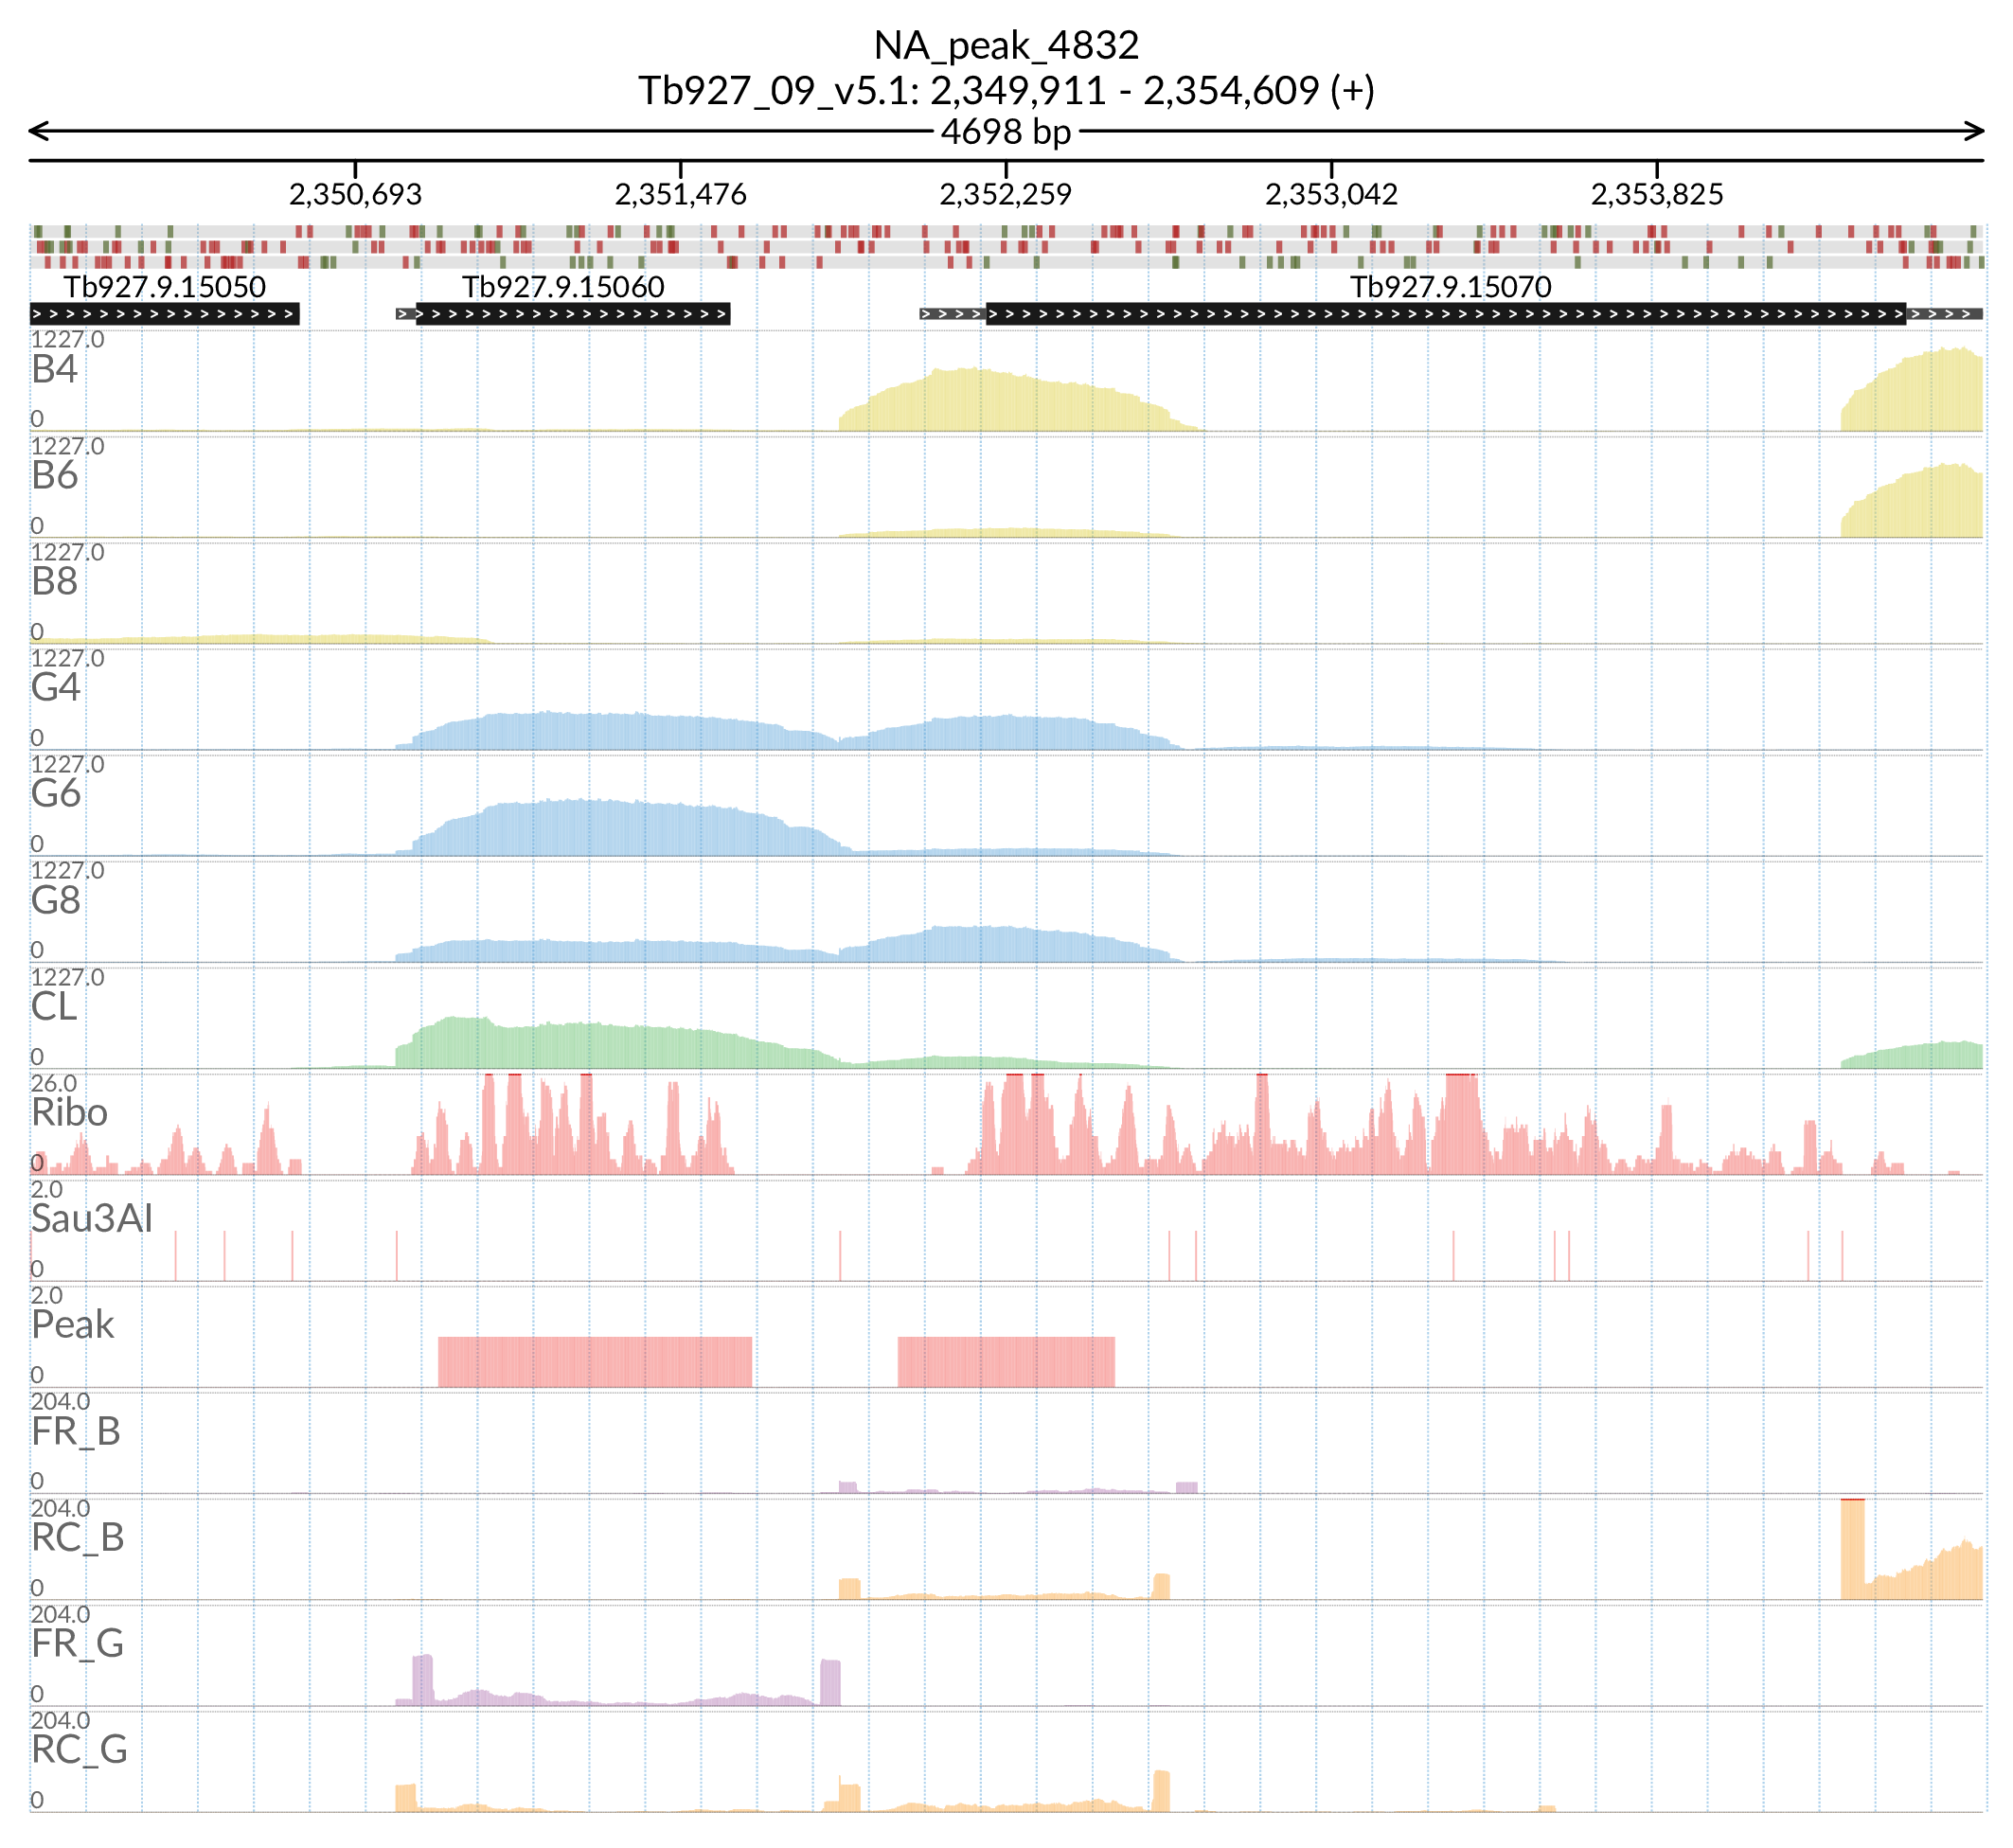 NA_peak_4832
Tb927_09_v5.1: 2,349,911 - 2,354,609 (+)
4698 bp
2,350,693 2,351,476 2,352,259 2,353,042 2,353,825
Tb927.9.15050 Tb927.9.15060 Tb927.9.15070
1227.0
B4
0
1227.0
B6
0
1227.0
B8
0
1227.0
G4
0
1227.0
G6
0
1227.0
G8
0
1227.0
CL
0
26.0
Ribo
0
2.0
Sau3AI
0
2.0
Peak
0
204.0
FR_B
0
204.0
RC_B
0
204.0
FR_G
0
204.0
RC_G
0